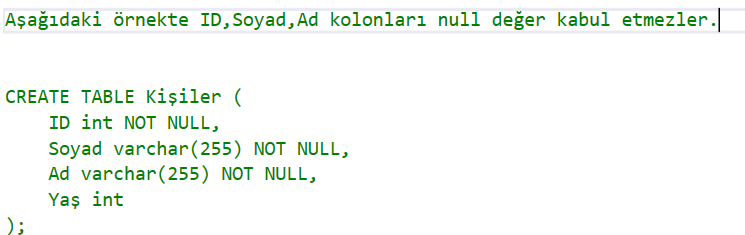 Aşağıdaki örnekte ID,Soyad,Ad kolonları null değer kabul etmezler.
CREATE TABLE Kişiler (
    ID int NOT NULL,
    Soyad varchar(255) NOT NULL,
    Ad varchar(255) NOT NULL,
    Yaş int
);